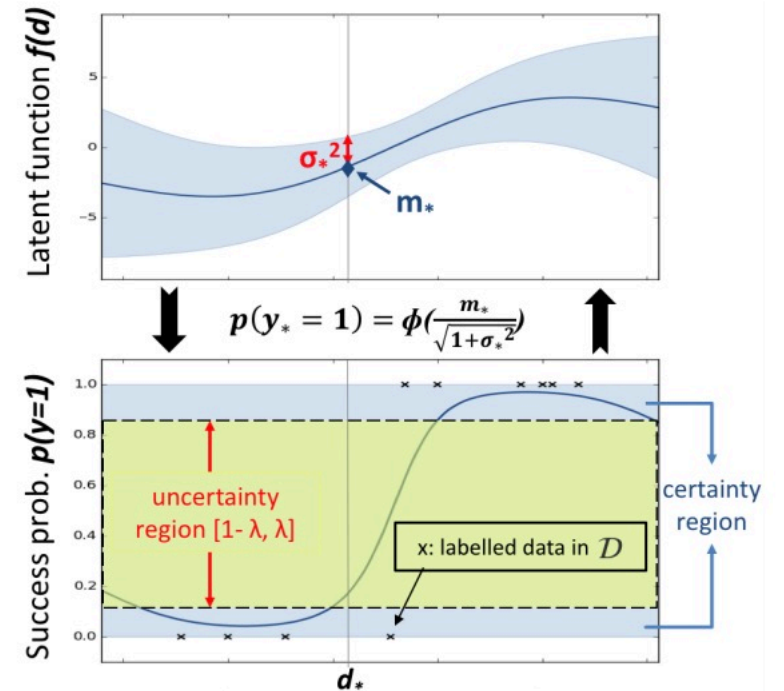 Latent function f(d)
5
0
−5
σ*²
m*
p(y* = 1) = ϕ(m*/√1+σ*²)
Success prob. p(y=1)
1.0
0.8
0.6
0.4
0.2
0.0
uncertainty
region [1- λ, λ]
x: labelled data in 𝒟
certainty
region
d*